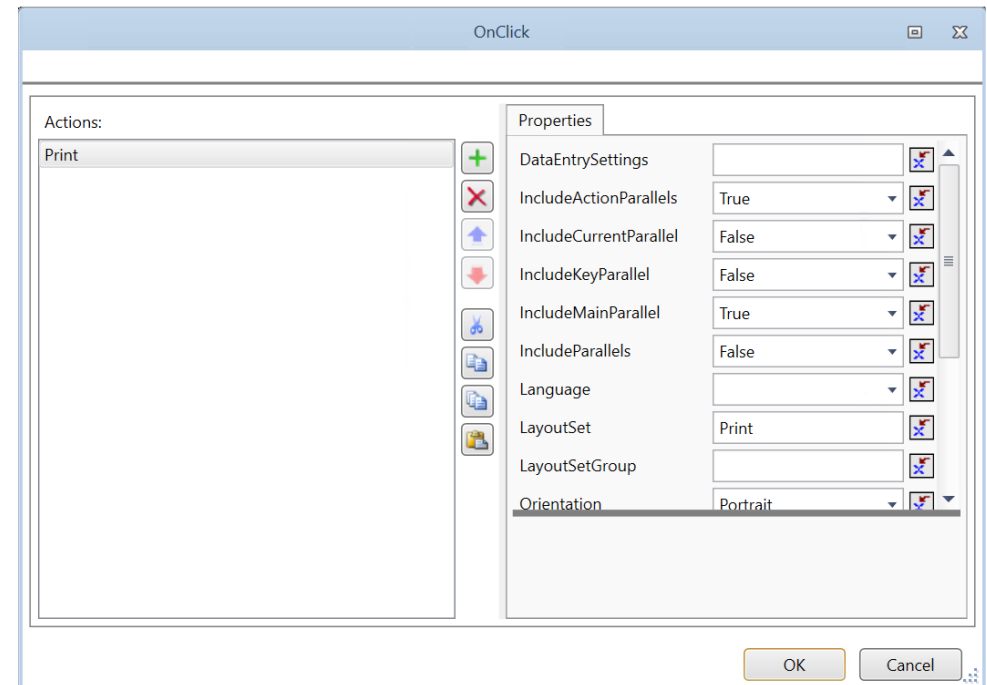 OnClick
Actions:
Print
Properties
DataEntrySettings
IncludeActionParallels True
IncludeCurrentParallel False
IncludeKeyParallel False
IncludeMainParallel True
IncludeParallels False
Language
LayoutSet Print
LayoutSetGroup
Orientation Portrait
OK Cancel